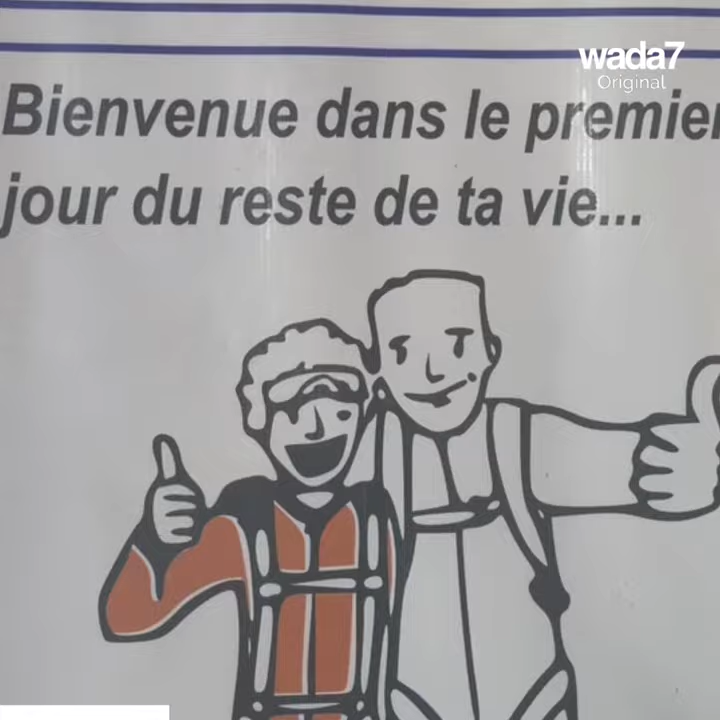 wada7
Original
Bienvenue dans le premier
jour du reste de ta vie...